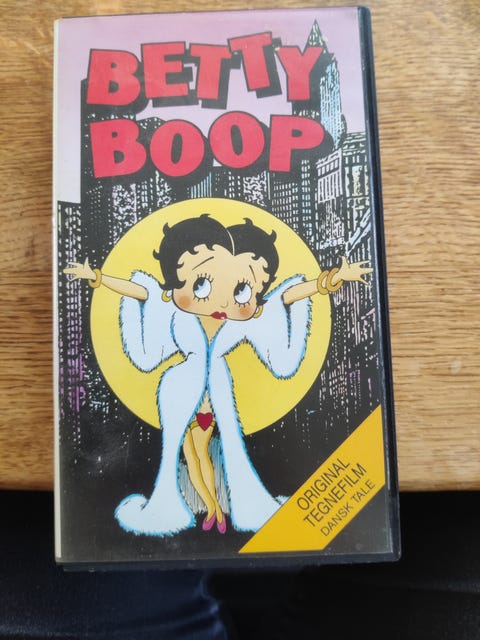 BETTY
BOOP
ORIGINAL
TEGNEFILM
DANSK TALE